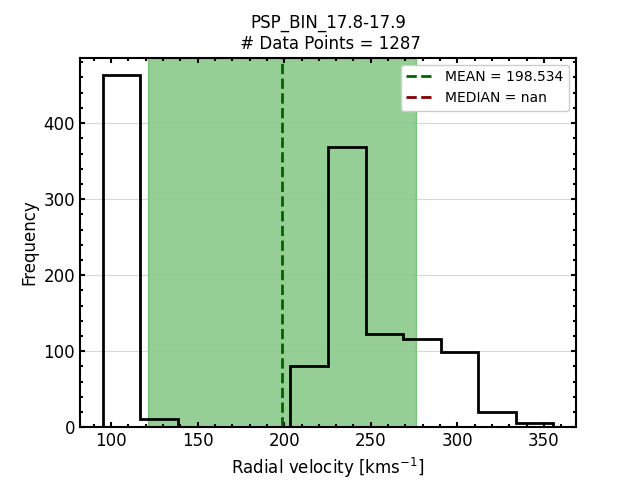 PSP_BIN_17.8-17.9
# Data Points = 1287
MEAN = 198.534
MEDIAN = nan
Frequency
400
300
200
100
0
100 150 200 250 300 350
Radial velocity [kms⁻¹]